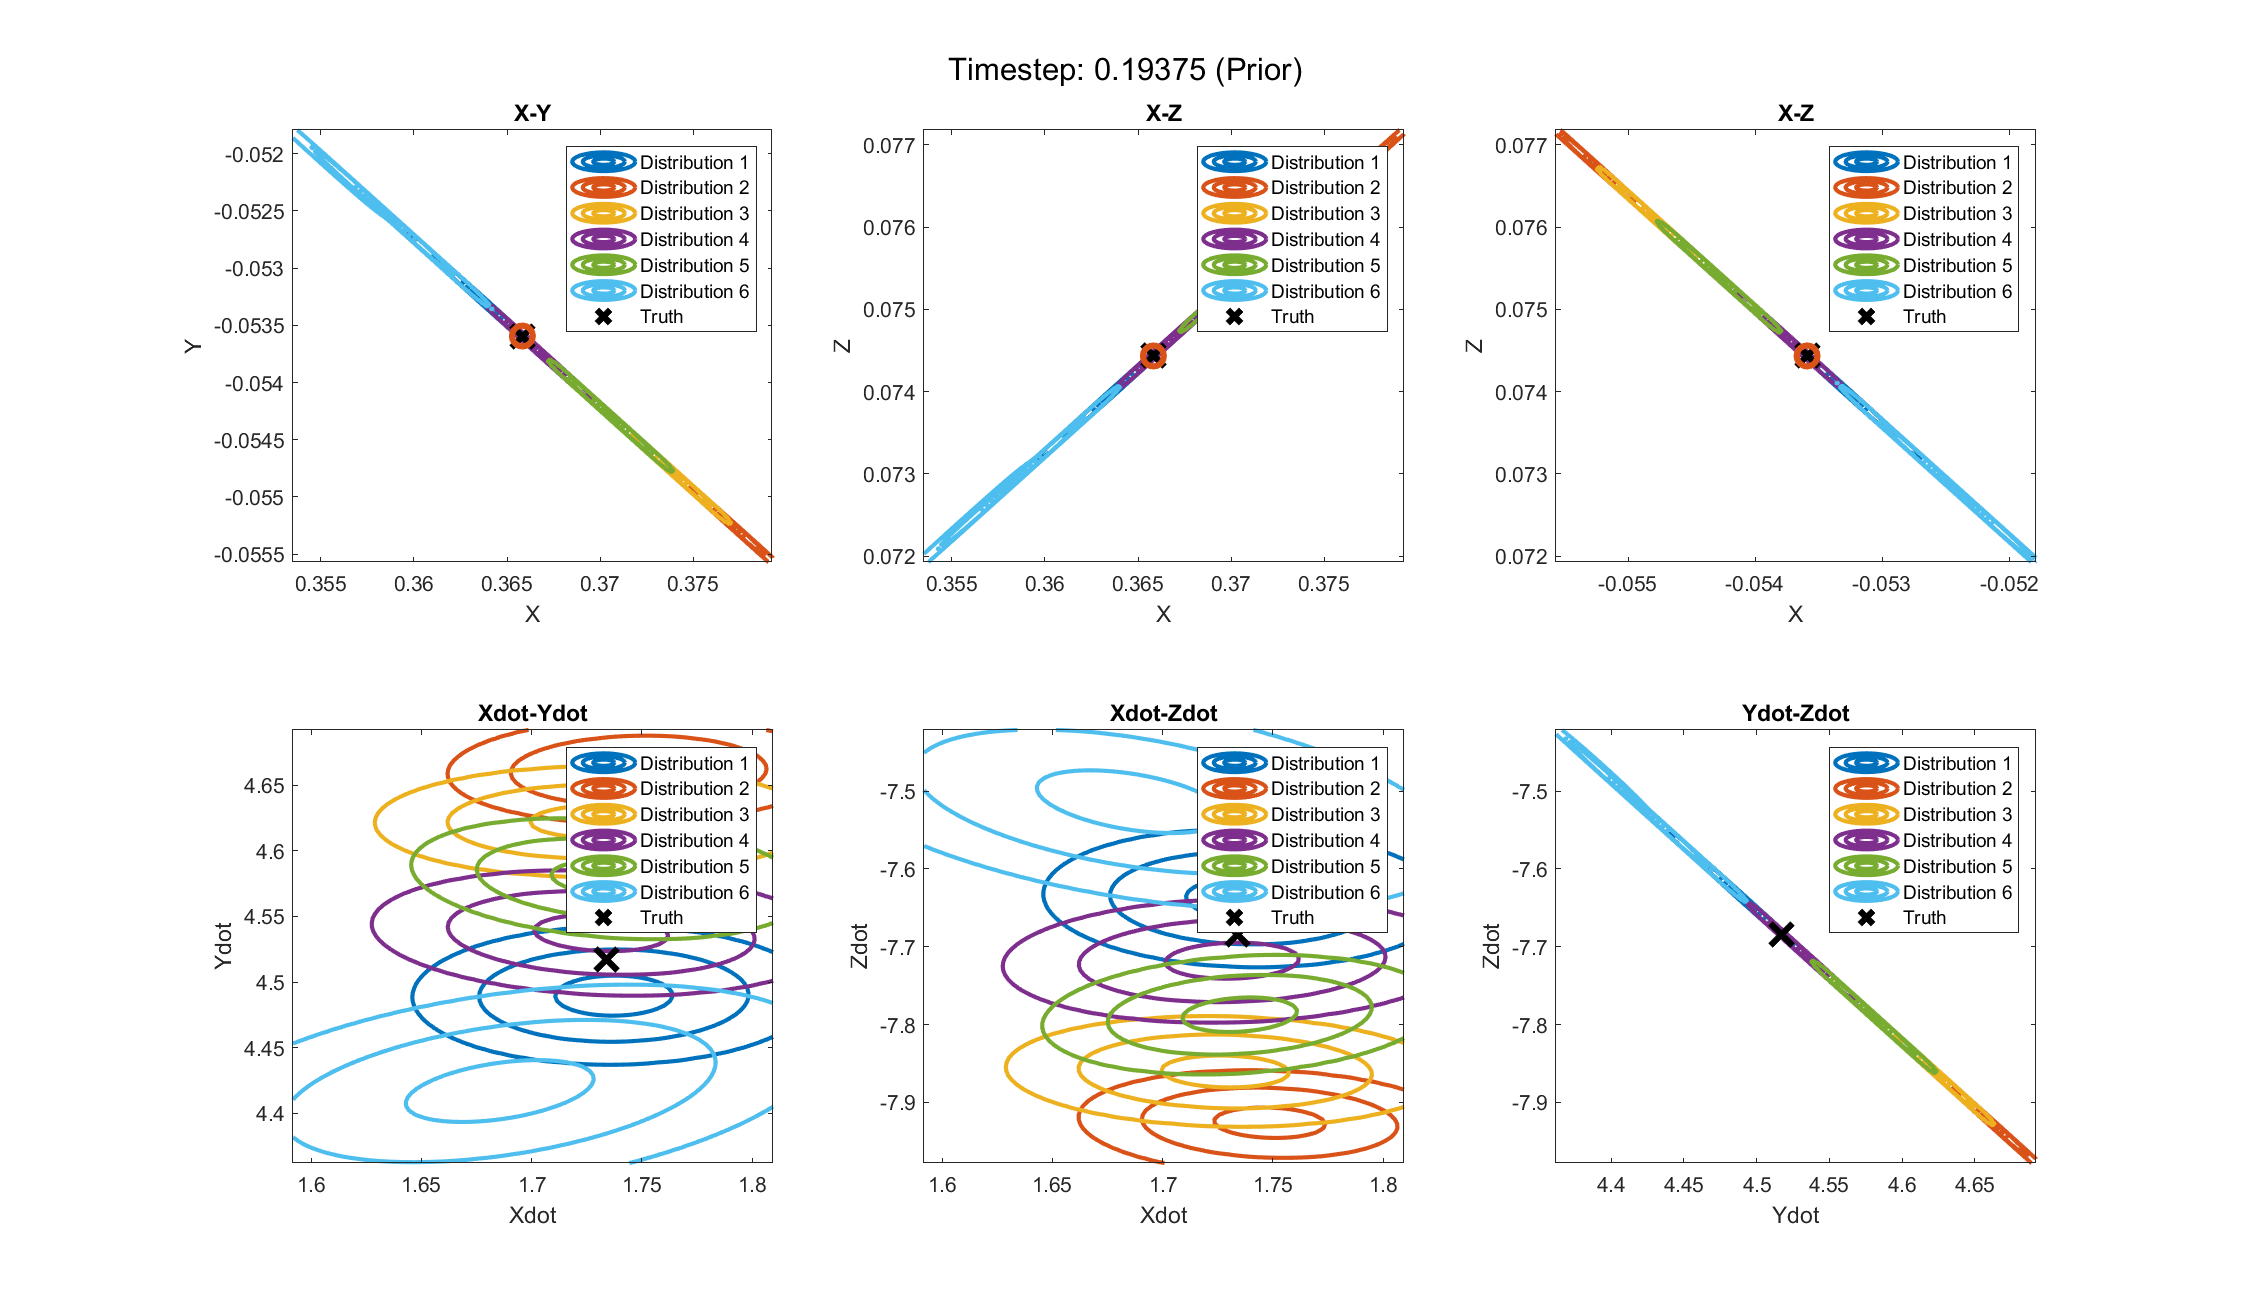 Timestep: 0.19375 (Prior)
X-Y
-0.052
-0.0525
-0.053
-0.0535
-0.054
-0.0545
-0.055
-0.0555
Y
0.355 0.36 0.365 0.37 0.375
X
Distribution 1
Distribution 2
Distribution 3
Distribution 4
Distribution 5
Distribution 6
Truth
X-Z
0.077
0.076
0.075
0.074
0.073
0.072
Z
0.355 0.36 0.365 0.37 0.375
X
Distribution 1
Distribution 2
Distribution 3
Distribution 4
Distribution 5
Distribution 6
Truth
X-Z
0.077
0.076
0.075
0.074
0.073
0.072
Z
-0.055 -0.054 -0.053 -0.052
X
Distribution 1
Distribution 2
Distribution 3
Distribution 4
Distribution 5
Distribution 6
Truth
Xdot-Ydot
4.65
4.6
4.55
4.5
4.45
4.4
Ydot
1.6 1.65 1.7 1.75 1.8
Xdot
Distribution 1
Distribution 2
Distribution 3
Distribution 4
Distribution 5
Distribution 6
Truth
Xdot-Zdot
-7.5
-7.6
-7.7
-7.8
-7.9
Zdot
1.6 1.65 1.7 1.75 1.8
Xdot
Distribution 1
Distribution 2
Distribution 3
Distribution 4
Distribution 5
Distribution 6
Truth
Ydot-Zdot
-7.5
-7.6
-7.7
-7.8
-7.9
Zdot
4.4 4.45 4.5 4.55 4.6 4.65
Ydot
Distribution 1
Distribution 2
Distribution 3
Distribution 4
Distribution 5
Distribution 6
Truth